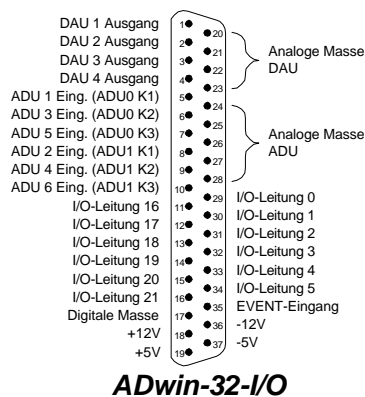 DAU 1 Ausgang 1
DAU 2 Ausgang 2
DAU 3 Ausgang 3
DAU 4 Ausgang 4
ADU 1 Eing. (ADU0 K1) 5
ADU 3 Eing. (ADU0 K2) 6
ADU 5 Eing. (ADU0 K3) 7
ADU 2 Eing. (ADU1 K1) 8
ADU 4 Eing. (ADU1 K2) 9
ADU 6 Eing. (ADU1 K3) 10
I/O-Leitung 16 11
I/O-Leitung 17 12
I/O-Leitung 18 13
I/O-Leitung 19 14
I/O-Leitung 20 15
I/O-Leitung 21 16
Digitale Masse 17
+12V 18
+5V 19
20
21
22
23
Analoge Masse
DAU
24
25
26
27
28
Analoge Masse
ADU
29 I/O-Leitung 0
30 I/O-Leitung 1
31 I/O-Leitung 2
32 I/O-Leitung 3
33 I/O-Leitung 4
34 I/O-Leitung 5
35 EVENT-Eingang
36 -12V
37 -5V
ADwin-32-I/O